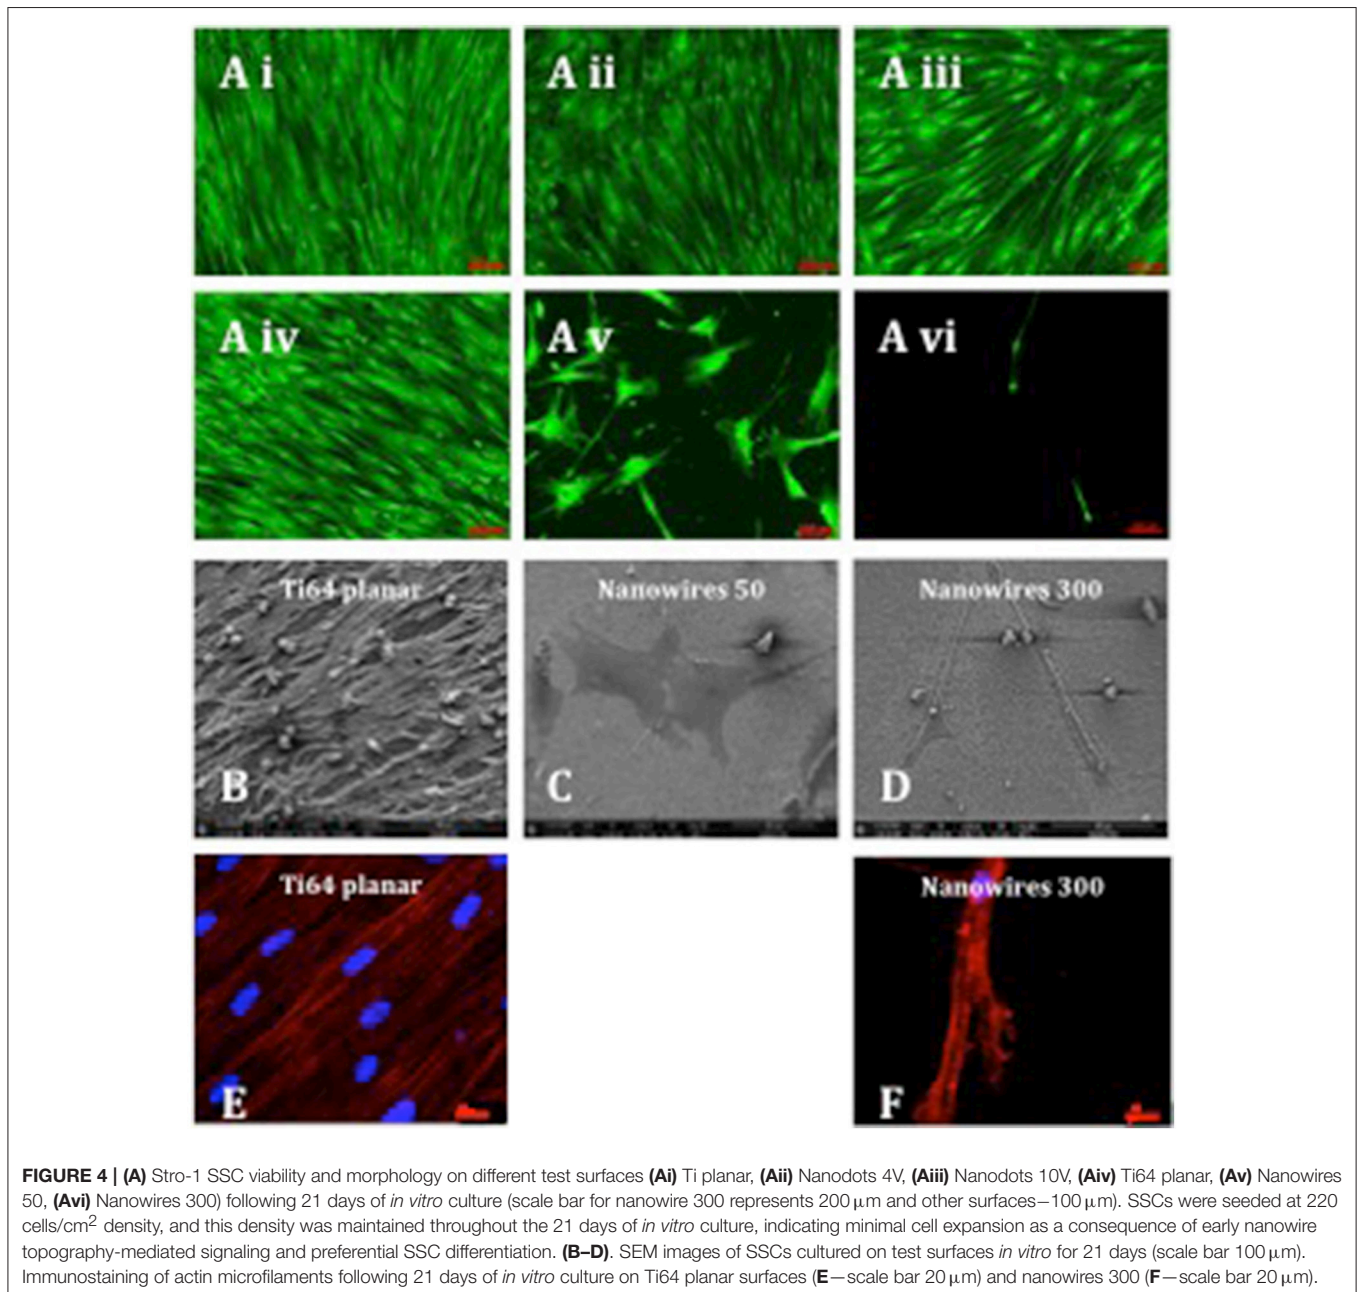 A i
A ii
A iii
A iv
A v
A vi
Ti64 planar
Nanowires 50
Nanowires 300
B
C
D
Ti64 planar
Nanowires 300
E
F
FIGURE 4 | (A) Stro-1 SSC viability and morphology on different test surfaces (Ai) Ti planar, (Aii) Nanodots 4V, (Aiii) Nanodots 10V, (Aiv) Ti64 planar, (Av) Nanowires
50, (Avi) Nanowires 300) following 21 days of in vitro culture (scale bar for nanowire 300 represents 200 μm and other surfaces—100 μm). SSCs were seeded at 220
cells/cm² density, and this density was maintained throughout the 21 days of in vitro culture, indicating minimal cell expansion as a consequence of early nanowire
topography-mediated signaling and preferential SSC differentiation. (B–D). SEM images of SSCs cultured on test surfaces in vitro for 21 days (scale bar 100 μm).
Immunostaining of actin microfilaments following 21 days of in vitro culture on Ti64 planar surfaces (E—scale bar 20 μm) and nanowires 300 (F—scale bar 20 μm).